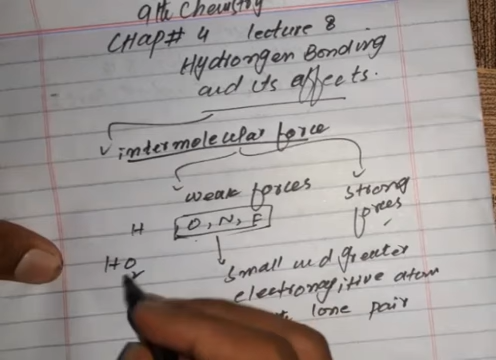 9th Chemistry
CHAP# 4 lecture 8
Hydrorgen Bonding
and its affects.
intermolecular force
weak forces
strong
forces
H O, N, F
HO
Small and greater
electronegitive atom
lone pair